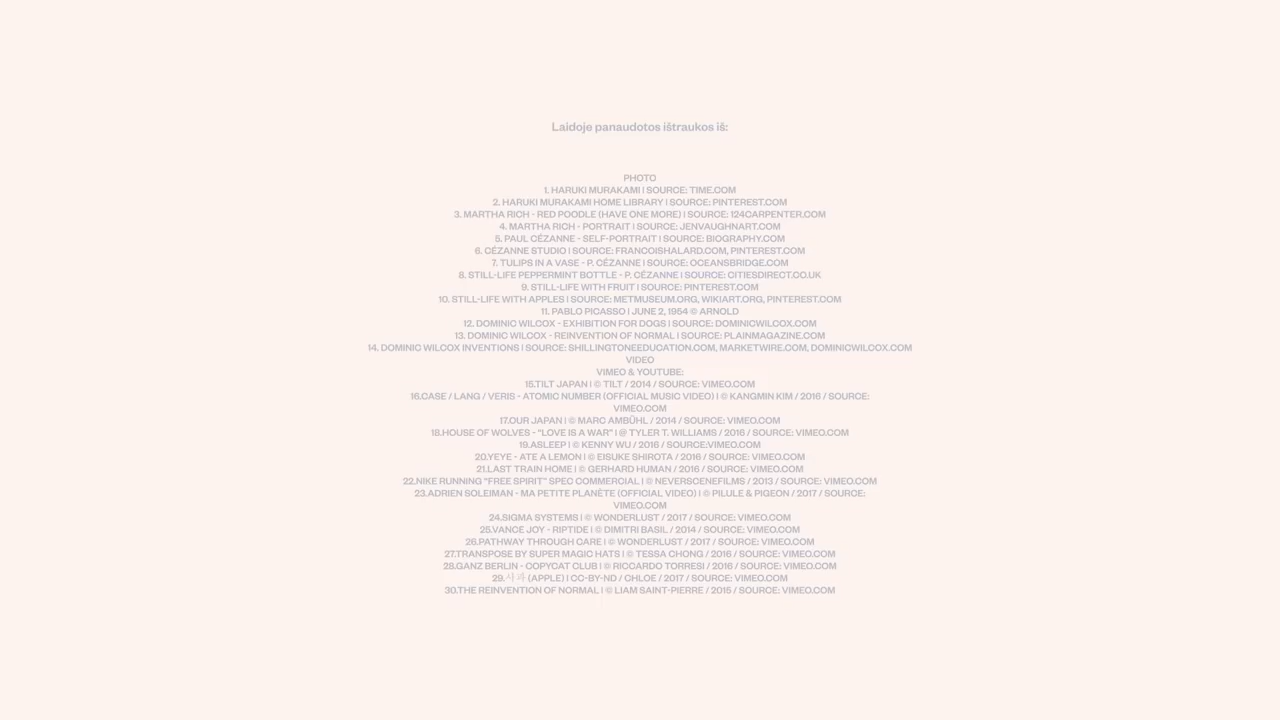 Laidoje panaudotos ištraukos iš:
PHOTO
1. HARUKI MURAKAMI | SOURCE: TIME.COM
2. HARUKI MURAKAMI HOME LIBRARY | SOURCE: PINTEREST.COM
3. MARTHA RICH - RED POODLE (HAVE ONE MORE) | SOURCE: 124CARPENTER.COM
4. MARTHA RICH - PORTRAIT | SOURCE: JENVAUGHNART.COM
5. PAUL CÉZANNE - SELF-PORTRAIT | SOURCE: BIOGRAPHY.COM
6. CÉZANNE STUDIO | SOURCE: FRANCOISHALARD.COM, PINTEREST.COM
7. TULIPS IN A VASE - P. CÉZANNE | SOURCE: OCEANSBRIDGE.COM
8. STILL-LIFE PEPPERMINT BOTTLE - P. CÉZANNE | SOURCE: CITIESDIRECT.CO.UK
9. STILL-LIFE WITH FRUIT | SOURCE: PINTEREST.COM
10. STILL-LIFE WITH APPLES | SOURCE: METMUSEUM.ORG, WIKIART.ORG, PINTEREST.COM
11. PABLO PICASSO | JUNE 2, 1954 © ARNOLD
12. DOMINIC WILCOX - EXHIBITION FOR DOGS | SOURCE: DOMINICWILCOX.COM
13. DOMINIC WILCOX - REINVENTION OF NORMAL | SOURCE: PLAINMAGAZINE.COM
14. DOMINIC WILCOX INVENTIONS | SOURCE: SHILLINGTONEEDUCATION.COM, MARKETWIRE.COM, DOMINICWILCOX.COM
VIDEO
VIMEO & YOUTUBE:
15.TILT JAPAN | © TILT / 2014 / SOURCE: VIMEO.COM
16.CASE / LANG / VERIS - ATOMIC NUMBER (OFFICIAL MUSIC VIDEO) | © KANGMIN KIM / 2016 / SOURCE:
VIMEO.COM
17.OUR JAPAN | © MARC AMBÜHL / 2014 / SOURCE: VIMEO.COM
18.HOUSE OF WOLVES - “LOVE IS A WAR” | @ TYLER T. WILLIAMS / 2016 / SOURCE: VIMEO.COM
19.ASLEEP | © KENNY WU / 2016 / SOURCE:VIMEO.COM
20.YEYE - ATE A LEMON | © EISUKE SHIROTA / 2016 / SOURCE: VIMEO.COM
21.LAST TRAIN HOME | © GERHARD HUMAN / 2016 / SOURCE: VIMEO.COM
22.NIKE RUNNING “FREE SPIRIT” SPEC COMMERCIAL | © NEVERSCENEFILMS / 2013 / SOURCE: VIMEO.COM
23.ADRIEN SOLEIMAN - MA PETITE PLANÈTE (OFFICIAL VIDEO) | © PILULE & PIGEON / 2017 / SOURCE:
VIMEO.COM
24.SIGMA SYSTEMS | © WONDERLUST / 2017 / SOURCE: VIMEO.COM
25.VANCE JOY - RIPTIDE | © DIMITRI BASIL / 2014 / SOURCE: VIMEO.COM
26.PATHWAY THROUGH CARE | © WONDERLUST / 2017 / SOURCE: VIMEO.COM
27.TRANSPOSE BY SUPER MAGIC HATS | © TESSA CHONG / 2016 / SOURCE: VIMEO.COM
28.GANZ BERLIN - COPYCAT CLUB | © RICCARDO TORRESI / 2016 / SOURCE: VIMEO.COM
29.사과 (APPLE) | CC-BY-ND / CHLOE / 2017 / SOURCE: VIMEO.COM
30.THE REINVENTION OF NORMAL | © LIAM SAINT-PIERRE / 2015 / SOURCE: VIMEO.COM